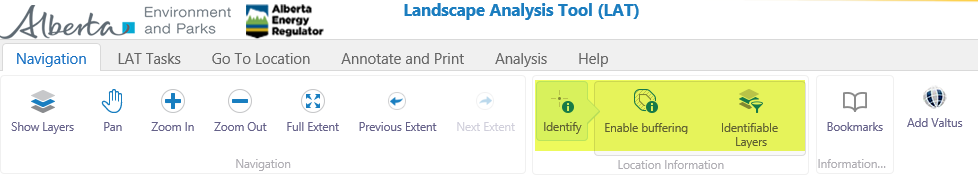 Alberta
Environment
and Parks
Alberta
Energy
Regulator
Landscape Analysis Tool (LAT)
Navigation LAT Tasks Go To Location Annotate and Print Analysis Help
Show Layers Pan Zoom In Zoom Out Full Extent Previous Extent Next Extent Identify Enable buffering Identifiable Layers Bookmarks Add Valtus
Navigation Location Information Information...